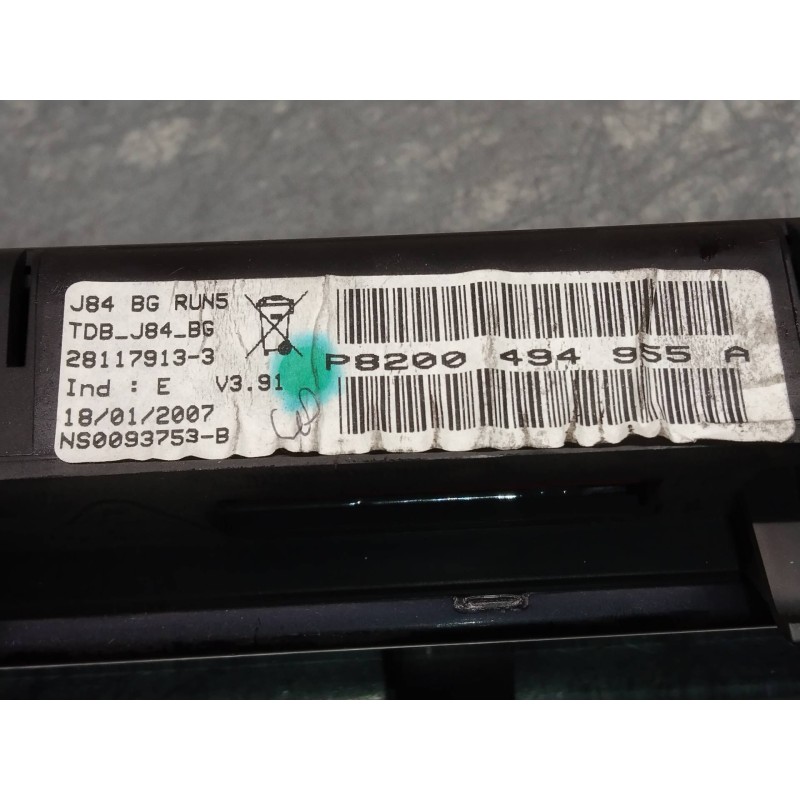 J84 BG RUN5
TDB_J84_BG
28117913-3
Ind : E V3.91
18/01/2007
NS0093753-B
P8200 494 955 A